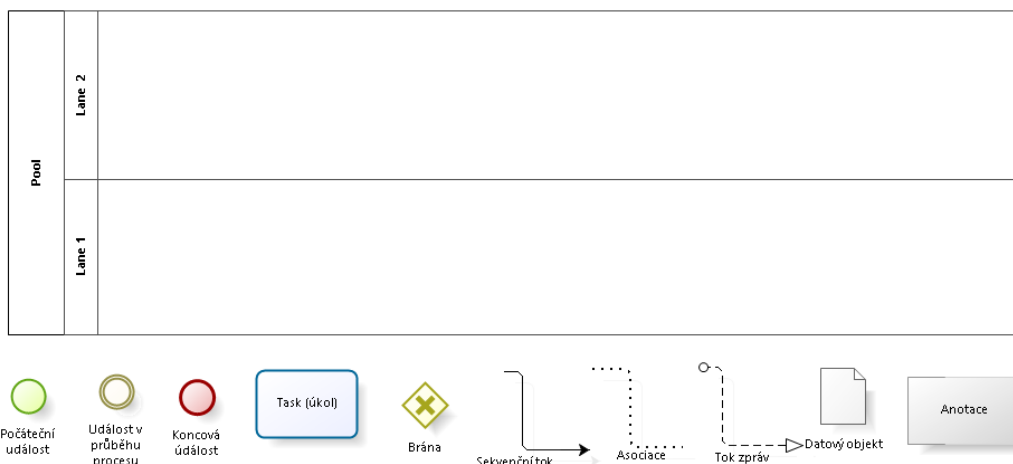 Pool
Lane 2
Lane 1
Počáteční
událost
Událost v
průběhu
procesu
Koncová
údálost
Task (úkol)
Brána
Sekvenční tok
Asociace
Tok zpráv
Datový objekt
Anotace